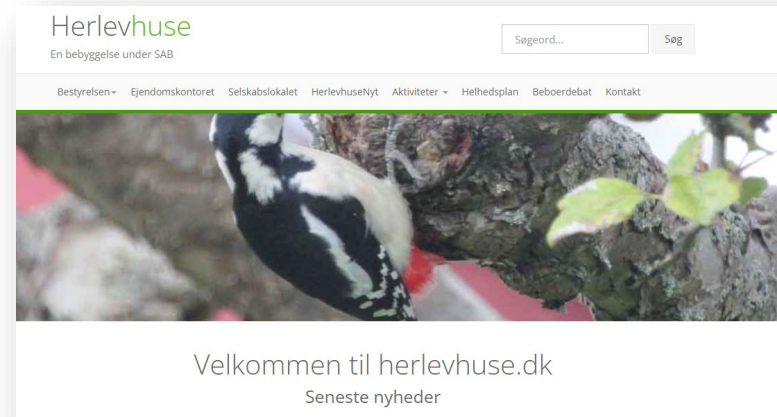 Herlevhuse
En bebyggelse under SAB
Søgeord...
Søg
Bestyrelsen Ejendomskontoret Selskabslokalet HerlevhuseNyt Aktiviteter Helhedsplan Beboerdebat Kontakt
Velkommen til herlevhuse.dk
Seneste nyheder